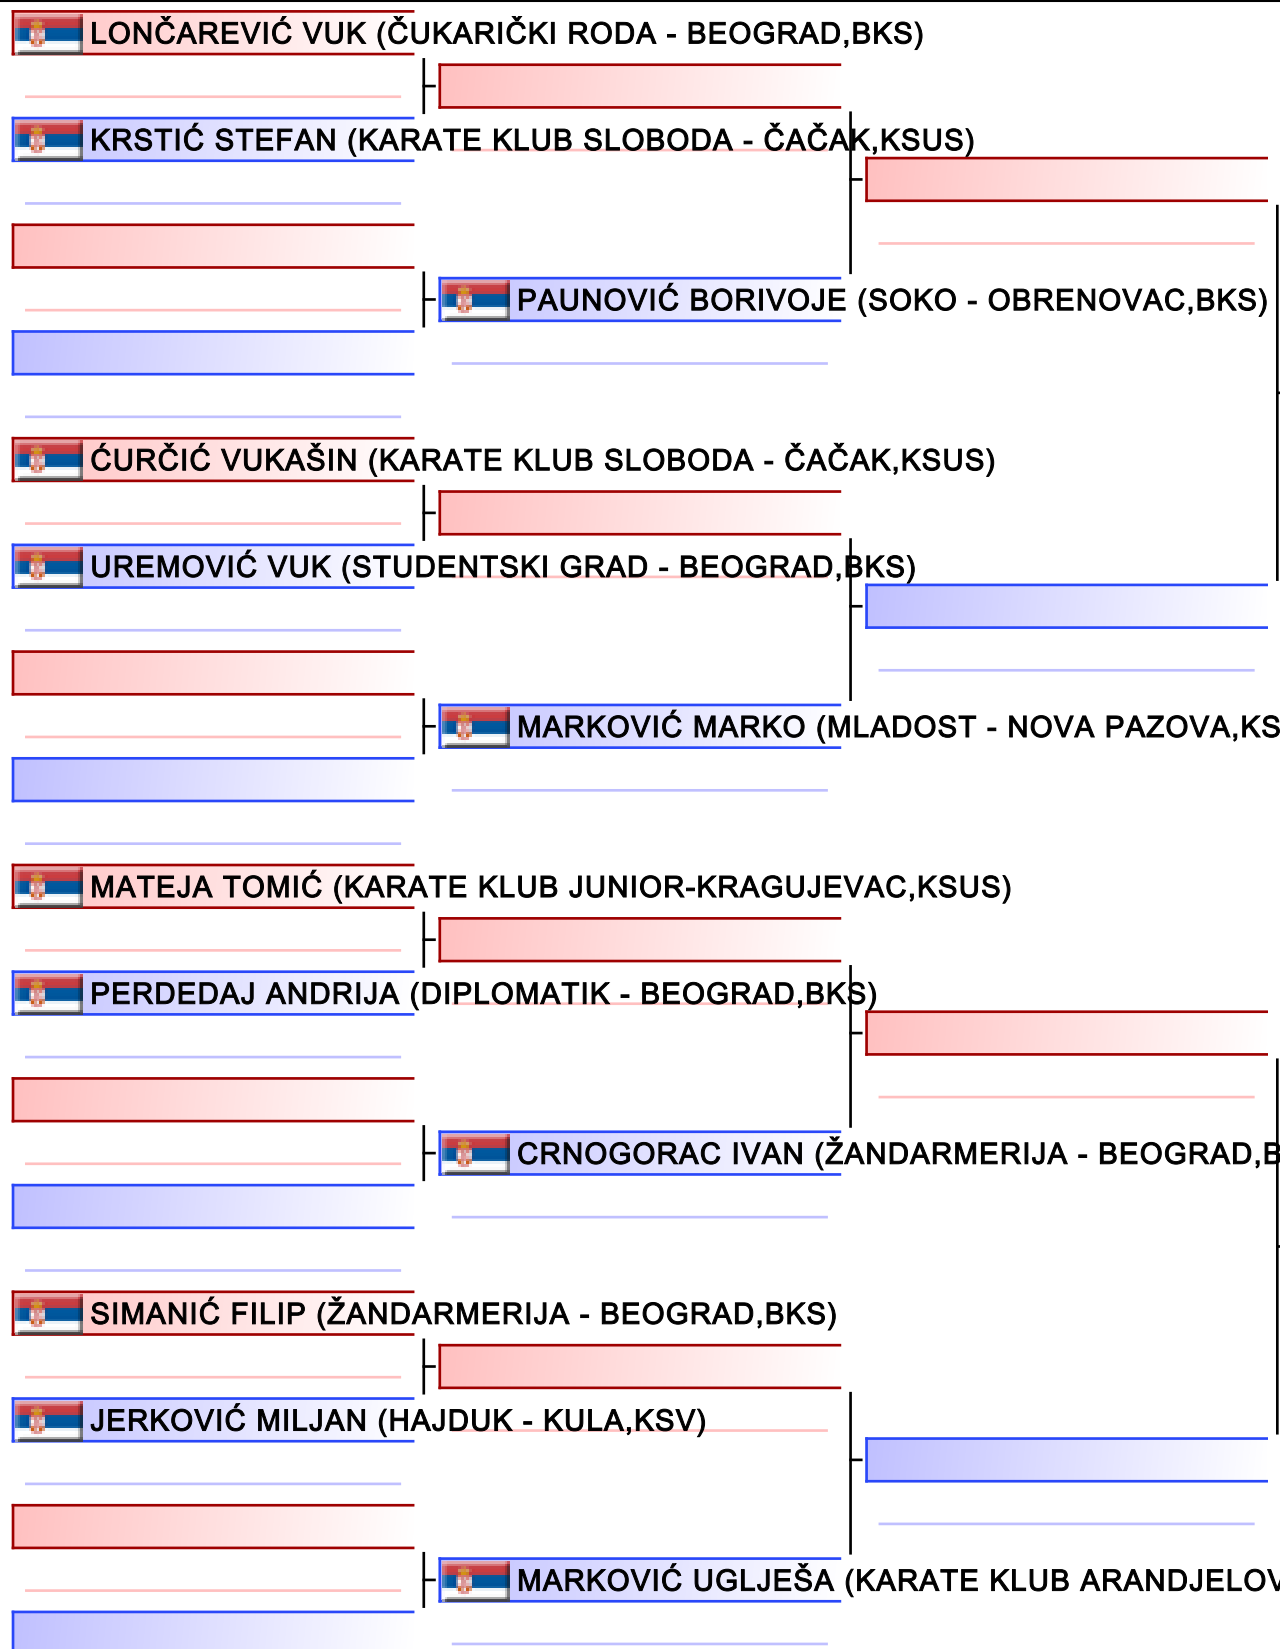 LONČAREVIĆ VUK (ČUKARIČKI RODA - BEOGRAD,BKS)
KRSTIĆ STEFAN (KARATE KLUB SLOBODA - ČAČAK,KSUS)
PAUNOVIĆ BORIVOJE (SOKO - OBRENOVAC,BKS)
ĆURČIĆ VUKAŠIN (KARATE KLUB SLOBODA - ČAČAK,KSUS)
UREMOVIĆ VUK (STUDENTSKI GRAD - BEOGRAD,BKS)
MARKOVIĆ MARKO (MLADOST - NOVA PAZOVA,KS
MATEJA TOMIĆ (KARATE KLUB JUNIOR-KRAGUJEVAC,KSUS)
PERDEDAJ ANDRIJA (DIPLOMATIK - BEOGRAD,BKS)
CRNOGORAC IVAN (ŽANDARMERIJA - BEOGRAD,B
SIMANIĆ FILIP (ŽANDARMERIJA - BEOGRAD,BKS)
JERKOVIĆ MILJAN (HAJDUK - KULA,KSV)
MARKOVIĆ UGLJEŠA (KARATE KLUB ARANDJELOV